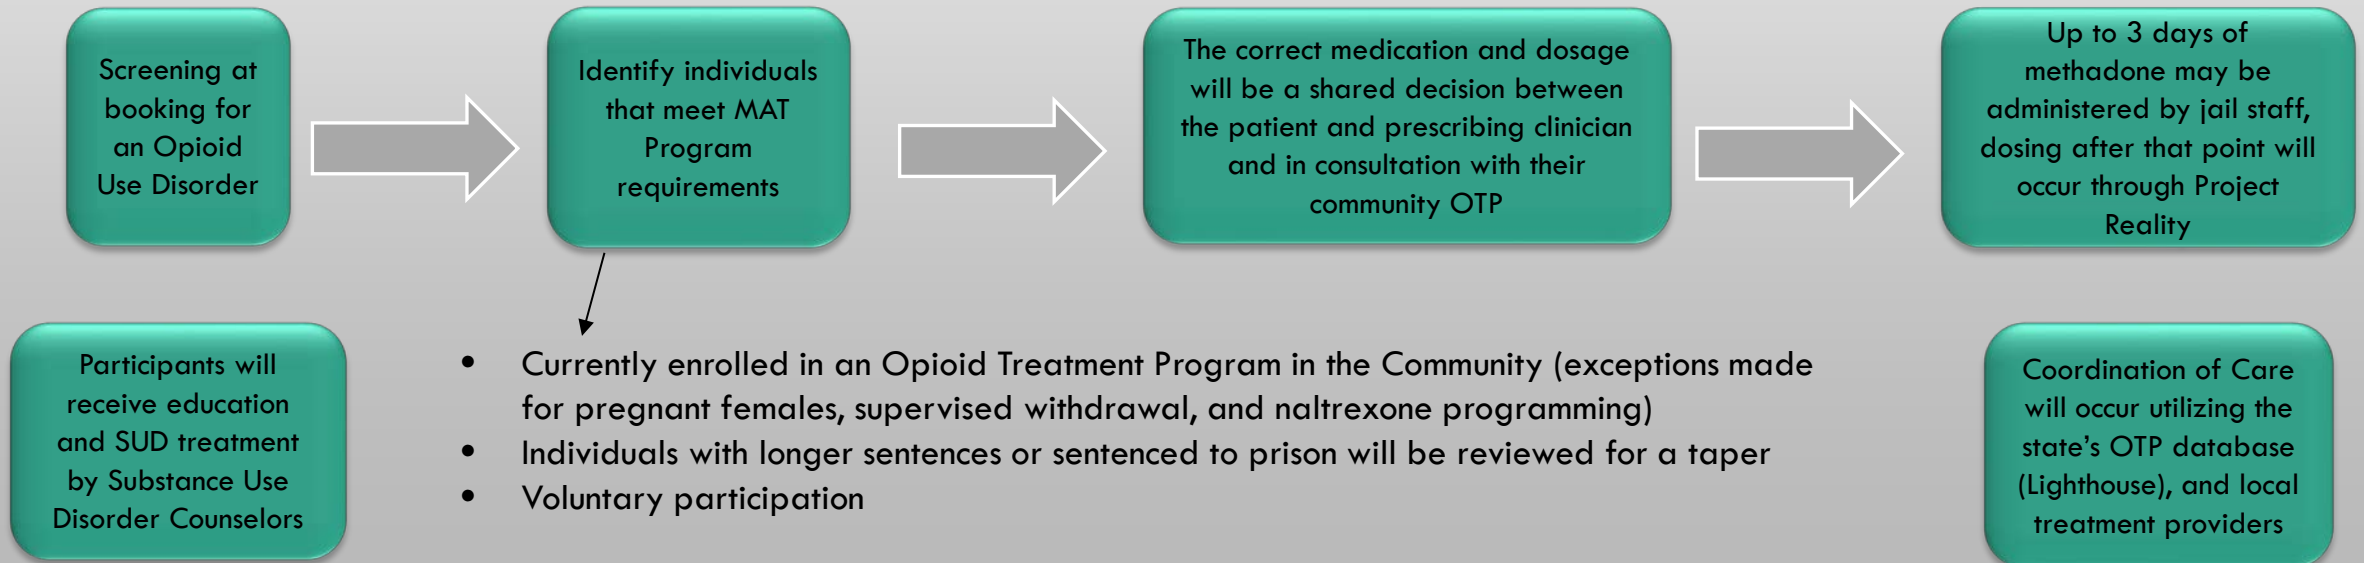 Screening at
booking for
an Opioid
Use Disorder
Identify individuals
that meet MAT
Program
requirements
The correct medication and dosage
will be a shared decision between
the patient and prescribing clinician
and in consultation with their
community OTP
Up to 3 days of
methadone may be
administered by jail staff,
dosing after that point will
occur through Project
Reality
Participants will
receive education
and SUD treatment
by Substance Use
Disorder Counselors
• Currently enrolled in an Opioid Treatment Program in the Community (exceptions made
for pregnant females, supervised withdrawal, and naltrexone programming)
• Individuals with longer sentences or sentenced to prison will be reviewed for a taper
• Voluntary participation
Coordination of Care
will occur utilizing the
state's OTP database
(Lighthouse), and local
treatment providers